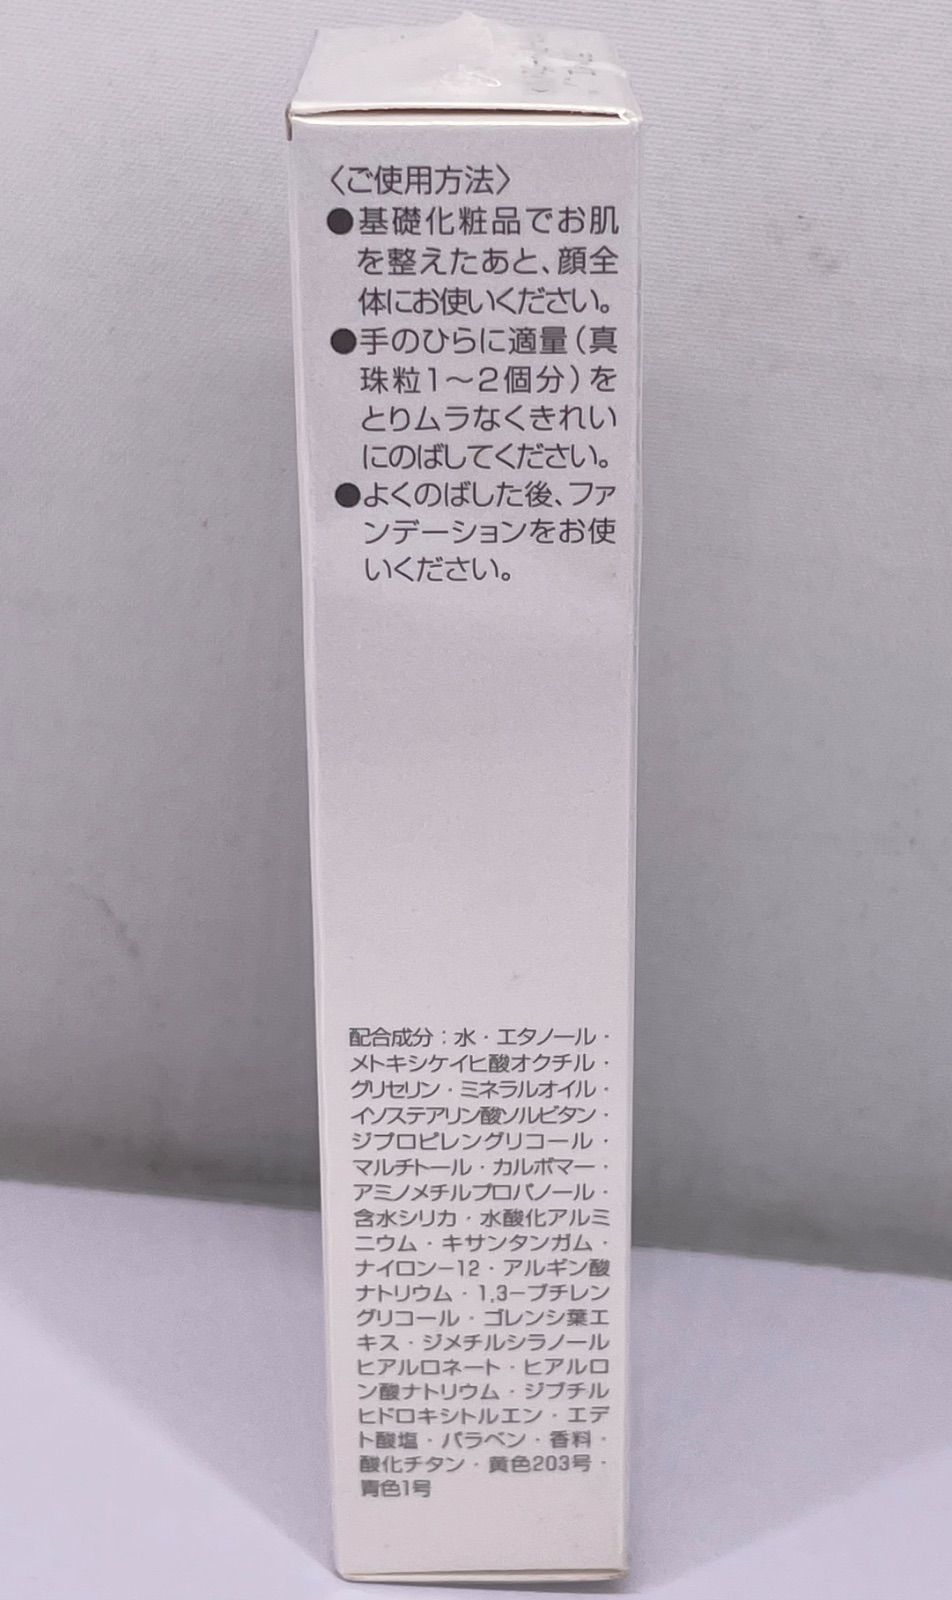 〈ご使用方法〉
●基礎化粧品でお肌
を整えたあと、顔全
体にお使いください。
●手のひらに適量(真
珠粒1〜2個分)を
とりムラなくきれい
にのばしてください。
●よくのばした後、ファ
ンデーションをお使
いください。
配合成分：水・エタノール・
メトキシケイヒ酸オクチル・
グリセリン・ミネラルオイル・
イソステアリン酸ソルビタン・
ジプロピレングリコール・
マルチトール・カルボマー・
アミノメチルプロパノール・
含水シリカ・水酸化アルミ
ニウム・キサンタンガム・
ナイロン−12・アルギン酸
ナトリウム・1,3−ブチレン
グリコール・ゴレンシ葉エ
キス・ジメチルシラノール
ヒアルロネート・ヒアルロ
ン酸ナトリウム・ジブチル
ヒドロキシトルエン・エデ
ト酸塩・パラベン・香料・
酸化チタン・黄色203号・
青色1号